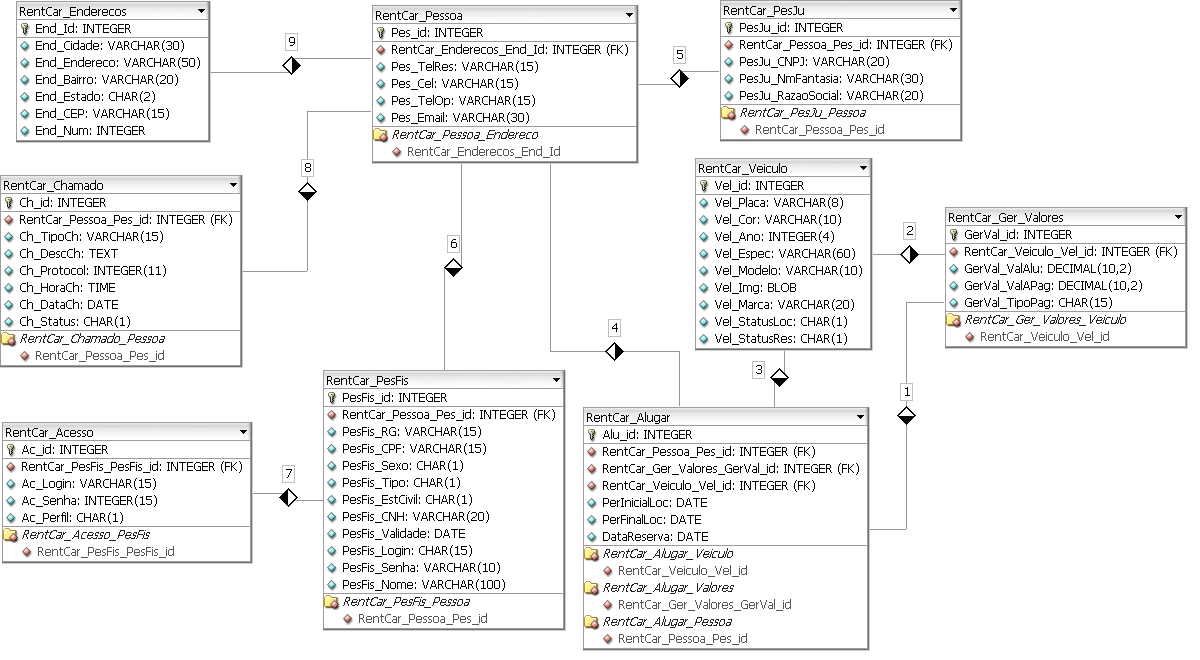 RentCar_Enderecos
End_Id: INTEGER
End_Cidade: VARCHAR(30)
End_Endereco: VARCHAR(50)
End_Bairro: VARCHAR(20)
End_Estado: CHAR(2)
End_CEP: VARCHAR(15)
End_Num: INTEGER
9
RentCar_Pessoa
Pes_id: INTEGER
RentCar_Enderecos_End_Id: INTEGER (FK)
Pes_TelRes: VARCHAR(15)
Pes_Cel: VARCHAR(15)
Pes_TelOp: VARCHAR(15)
Pes_Email: VARCHAR(30)
RentCar_Pessoa_Endereco
RentCar_Enderecos_End_Id
5
RentCar_PesJu
PesJu_id: INTEGER
RentCar_Pessoa_Pes_id: INTEGER (FK)
PesJu_CNPJ: VARCHAR(20)
PesJu_NmFantasia: VARCHAR(30)
PesJu_RazaoSocial: VARCHAR(20)
RentCar_PesJu_Pessoa
RentCar_Pessoa_Pes_id
8
RentCar_Chamado
Ch_id: INTEGER
RentCar_Pessoa_Pes_id: INTEGER (FK)
Ch_TipoCh: VARCHAR(15)
Ch_DescCh: TEXT
Ch_Protocol: INTEGER(11)
Ch_HoraCh: TIME
Ch_DataCh: DATE
Ch_Status: CHAR(1)
RentCar_Chamado_Pessoa
RentCar_Pessoa_Pes_id
6
4
RentCar_Veiculo
Vel_id: INTEGER
Vel_Placa: VARCHAR(8)
Vel_Cor: VARCHAR(10)
Vel_Ano: INTEGER(4)
Vel_Espec: VARCHAR(60)
Vel_Modelo: VARCHAR(10)
Vel_Img: BLOB
Vel_Marca: VARCHAR(20)
Vel_StatusLoc: CHAR(1)
Vel_StatusRes: CHAR(1)
2
RentCar_Ger_Valores
GerVal_id: INTEGER
RentCar_Veiculo_Vel_id: INTEGER (FK)
GerVal_ValAlu: DECIMAL(10,2)
GerVal_ValAPag: DECIMAL(10,2)
GerVal_TipoPag: CHAR(15)
RentCar_Ger_Valores_Veiculo
RentCar_Veiculo_Vel_id
3
1
RentCar_Acesso
Ac_id: INTEGER
RentCar_PesFis_PesFis_id: INTEGER (FK)
Ac_Login: VARCHAR(15)
Ac_Senha: INTEGER(15)
Ac_Perfil: CHAR(1)
RentCar_Acesso_PesFis
RentCar_PesFis_PesFis_id
7
RentCar_PesFis
PesFis_id: INTEGER
RentCar_Pessoa_Pes_id: INTEGER (FK)
PesFis_RG: VARCHAR(15)
PesFis_CPF: VARCHAR(15)
PesFis_Sexo: CHAR(1)
PesFis_Tipo: CHAR(1)
PesFis_EstCivil: CHAR(1)
PesFis_CNH: VARCHAR(20)
PesFis_Validade: DATE
PesFis_Login: CHAR(15)
PesFis_Senha: VARCHAR(10)
PesFis_Nome: VARCHAR(100)
RentCar_PesFis_Pessoa
RentCar_Pessoa_Pes_id
RentCar_Alugar
Alu_id: INTEGER
RentCar_Pessoa_Pes_id: INTEGER (FK)
RentCar_Ger_Valores_GerVal_id: INTEGER (FK)
RentCar_Veiculo_Vel_id: INTEGER (FK)
PerInicialLoc: DATE
PerFinalLoc: DATE
DataReserva: DATE
RentCar_Alugar_Veiculo
RentCar_Veiculo_Vel_id
RentCar_Alugar_Valores
RentCar_Ger_Valores_GerVal_id
RentCar_Alugar_Pessoa
RentCar_Pessoa_Pes_id